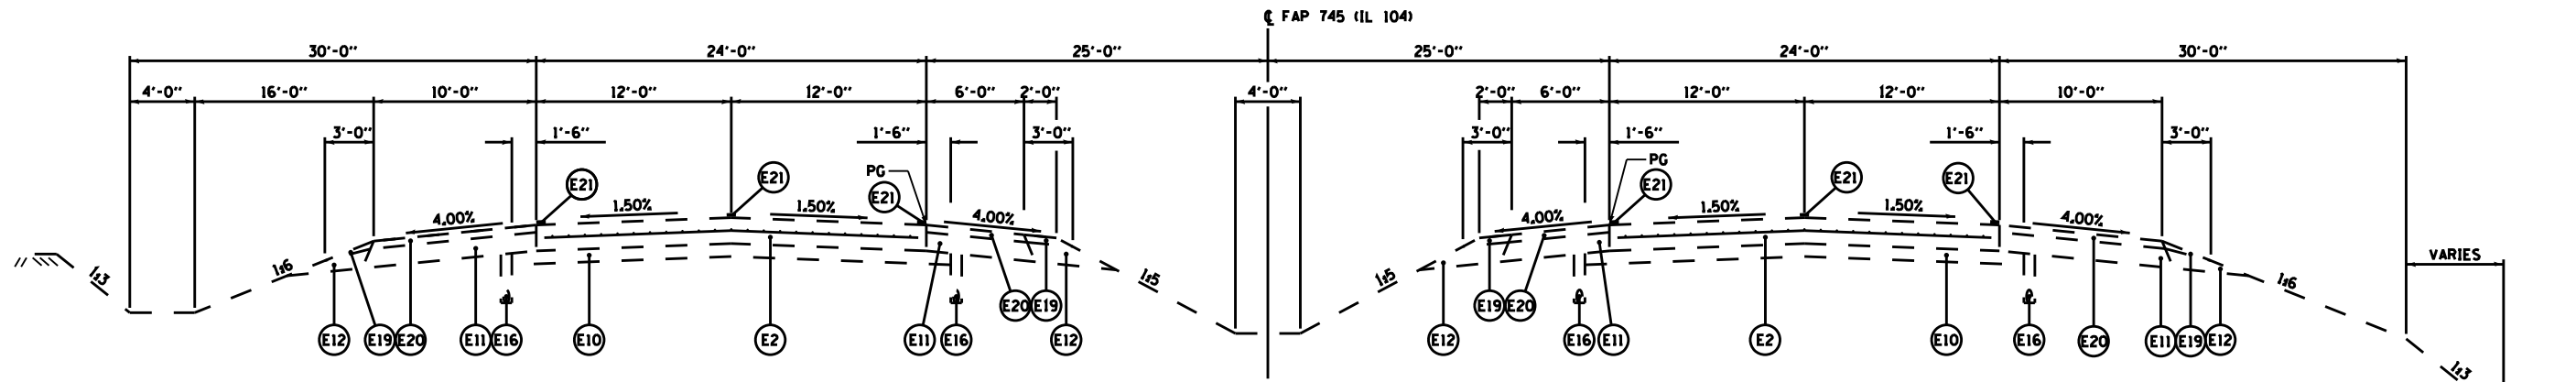 ℄ FAP 745 (IL 104)
30'-0" 24'-0" 25'-0" 25'-0" 24'-0" 30'-0"
4'-0" 16'-0" 10'-0" 12'-0" 12'-0" 6'-0" 2'-0" 4'-0" 2'-0" 6'-0" 12'-0" 12'-0" 10'-0"
3'-0" 1'-6" 1'-6" 3'-0" 3'-0" 1'-6" 1'-6" 3'-0"
PG PG
E21 E21 E21 E21 E21 E21
4.00% 1.50% 1.50% 4.00% 4.00% 1.50% 1.50% 4.00%
1:3 1:6 1:5 1:5 1:6 VARIES
E20 E19 E19 E20
E12 E19 E20 E11 E16 E10 E2 E11 E16 E12 E12 E16 E11 E2 E10 E16 E20 E11 E19 E12
1:3